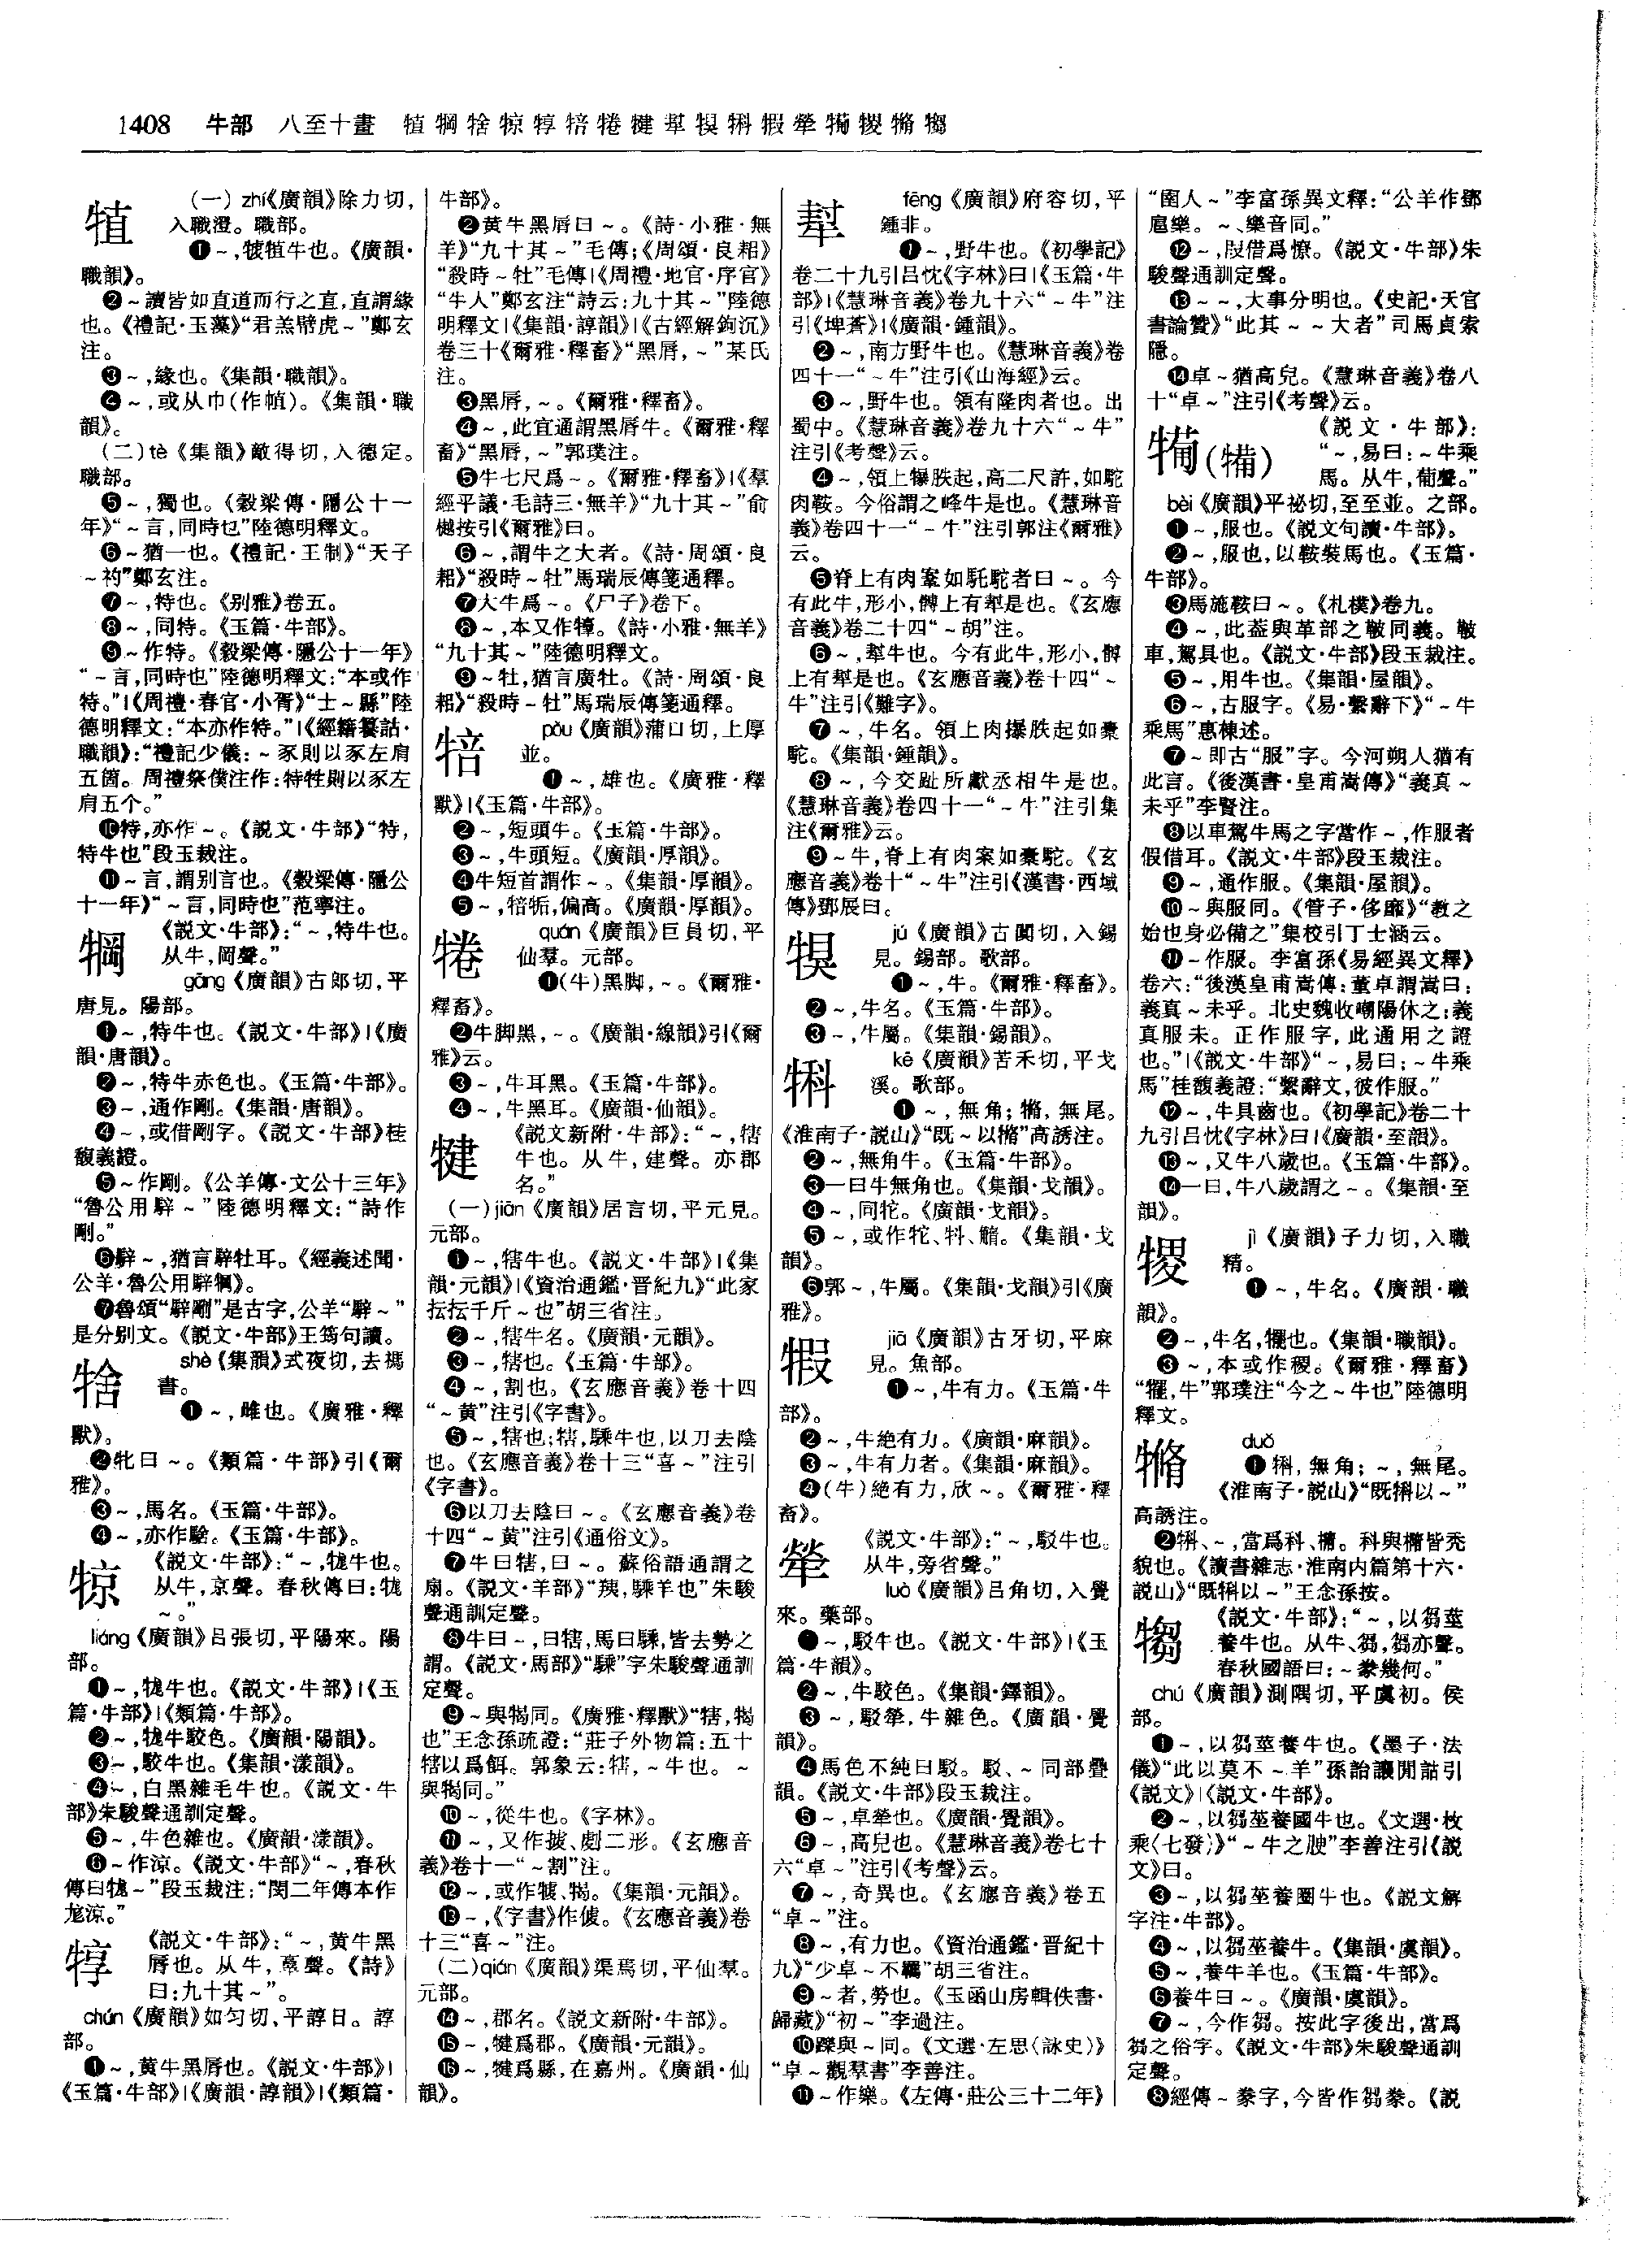 1408 牛部 八至十畫 犆犅㹗㹁犉㸬犈犍犎犑犐犌犖犕㮨㸅犓
犆
(一) zhí《廣韻》除力切,
入職澄。職部。
❶~,㹀犆牛也。《廣韻·
職韻》。
❷~讀皆如直道而行之直,直謂緣
也。《禮記·玉藻》“君羔幦虎~”鄭玄
注。
❸~,緣也。《集韻·職韻》。
❹~,或从巾(作㥀)。《集韻·職
韻》。
(二)tè《集韻》敵得切,入德定。
職部。
❺~,獨也。《穀梁傳·隱公十一
年》“~言,同時也”陸德明釋文。
❻~猶一也。《禮記·王制》“天子
~礿”鄭玄注。
❼~,特也。《别雅》卷五。
❽~,同特。《玉篇·牛部》。
❾~作特。《穀梁傳·隱公十一年》
“~言,同時也”陸德明釋文:“本或作
特。”|《周禮·春官·小胥》“士~縣”陸
德明釋文:“本亦作特。”|《經籍籑詁·
職韻》:“禮記少儀:~豕則以豕左肩
五箇。周禮祭僕注作:特牲則以豕左
肩五个。”
❿特,亦作~。《説文·牛部》“特,
特牛也”段玉裁注。
⓫~言,謂别言也。《穀梁傳·隱公
十一年》“~言,同時也”范寧注。
犅
《説文·牛部》:“~,特牛也。
从牛,岡聲。”
gāng《廣韻》古郎切,平
唐見。陽部。
❶~,特牛也。《説文·牛部》|《廣
韻·唐韻》。
❷~,特牛赤色也。《玉篇·牛部》。
❸~,通作剛。《集韻·唐韻》。
❹~,或借剛字。《説文·牛部》桂
馥義證。
❺~作剛。《公羊傳·文公十三年》
“魯公用騂~”陸德明釋文:“詩作
剛。”
❻騂~,猶言騂牡耳。《經義述聞·
公羊·魯公用騂犅》。
❼魯頌“騂剛”是古字,公羊“騂~”
是分别文。《説文·牛部》王筠句讀。
shè《集韻》式夜切,去禡
書。
❶~,雌也。《廣雅·釋
獸》。
❷牝曰~。《類篇·牛部》引《爾
雅》。
❸~,馬名。《玉篇·牛部》。
❹~,亦作騇。《玉篇·牛部》。
㹁
《説文·牛部》:“~,牻牛也。
从牛,京聲。春秋傳曰:牻
~。”
liáng《廣韻》吕張切,平陽來。陽
部。
❶~,牻牛也。《説文·牛部》|《玉
篇·牛部》|《類篇·牛部》。
❷~,牻牛駁色。《廣韻·陽韻》。
❸~,駁牛也。《集韻·漾韻》。
❹~,白黑雜毛牛也。《説文·牛
部》朱駿聲通訓定聲。
❺~,牛色雜也。《廣韻·漾韻》。
❻~作涼。《説文·牛部》“~,春秋
傳曰牻~”段玉裁注:“閔二年傳本作
尨涼。”
犉
《説文·牛部》:“~,黄牛黑
脣也。从牛,𦎫聲。《詩》
曰:九十其~”。
chún《廣韻》如匀切,平諄日。諄
部。
❶~,黄牛黑脣也。《説文·牛部》|
《玉篇·牛部》|《廣韻·諄韻》|《類篇·
牛部》。
❷黄牛黑脣曰~。《詩·小雅·無
羊》“九十其~”毛傳;《周頌·良耜》
“殺時~牡”毛傳|《周禮·地官·序官》
“牛人”鄭玄注“詩云:九十其~”陸德
明釋文|《集韻·諄韻》|《古經解鉤沉》
卷三十《爾雅·釋畜》“黑脣,~”某氏
注。
❸黑脣,~。《爾雅·釋畜》。
❹~,此宜通謂黑脣牛。《爾雅·釋
畜》“黑脣,~”郭璞注。
❺牛七尺爲~。《爾雅·釋畜》|《羣
經平議·毛詩三·無羊》“九十其~”俞
樾按引《爾雅》曰。
❻~,謂牛之大者。《詩·周頌·良
耜》“殺時~牡”馬瑞辰傳箋通釋。
❼大牛爲~。《尸子》卷下。
❽~,本又作犉。《詩·小雅·無羊》
“九十其~”陸德明釋文。
❾~牡,猶言廣牡。《詩·周頌·良
耜》“殺時~牡”馬瑞辰傳箋通釋。
㸬
pǒu《廣韻》蒲口切,上厚
並。
❶~,雄也。《廣雅·釋
獸》|《玉篇·牛部》。
❷~,短頭牛。《玉篇·牛部》。
❸~,牛頭短。《廣韻·厚韻》。
❹牛短首謂作~。《集韻·厚韻》。
❺~,㸬㸸,偏高。《廣韻·厚韻》。
犈
quán《廣韻》巨員切,平
仙羣。元部。
❶(牛)黑脚,~。《爾雅·
釋畜》。
❷牛脚黑,~。《廣韻·線韻》引《爾
雅》云。
❸~,牛耳黑。《玉篇·牛部》。
❹~,牛黑耳。《廣韻·仙韻》。
犍
《説文新附·牛部》:“~,犗
牛也。从牛,建聲。亦郡
名。”
(一)jiān《廣韻》居言切,平元見。
元部。
❶~,犗牛也。《説文·牛部》|《集
韻·元韻》|《資治通鑑·晋紀九》“此家
抎抎千斤~也”胡三省注。
❷~,犗牛名。《廣韻·元韻》。
❸~,犗也。《玉篇·牛部》。
❹~,割也。《玄應音義》卷十四
“~黄”注引《字書》。
❺~,犗也;犗,騬牛也,以刀去陰
也。《玄應音義》卷十三“喜~”注引
《字書》。
❻以刀去陰曰~。《玄應音義》卷
十四“~黄”注引《通俗文》。
❼牛曰犗,曰~。蘇俗語通謂之
扇。《説文·羊部》“羠,騬羊也”朱駿
聲通訓定聲。
❽牛曰~,曰犗,馬曰騬,皆去勢之
謂。《説文·馬部》“騬”字朱駿聲通訓
定聲。
❾~與犗同。《廣雅·釋獸》“犗,犗
也”王念孫疏證:“莊子外物篇:五十
犗以爲餌。郭象云:犗,~牛也。~
與犗同。”
❿~,從牛也。《字林》。
⓫~,又作㨿、㓺二形。《玄應音
義》卷十一“~割”注。
⓬~,或作㹇、犗。《集韻·元韻》。
⓭~,《字書》作㨿。《玄應音義》卷
十三“喜~”注。
(二)qián《廣韻》渠焉切,平仙羣。
元部。
⓮~,郡名。《説文新附·牛部》。
⓯~,犍爲郡。《廣韻·元韻》。
⓰~,犍爲縣,在嘉州。《廣韻·仙
韻》。
犎
fēng《廣韻》府容切,平
鍾非。
❶~,野牛也。《初學記》
卷二十九引吕忱《字林》曰|《玉篇·牛
部》|《慧琳音義》卷九十六“~牛”注
引《埤蒼》|《廣韻·鍾韻》。
❷~,南方野牛也。《慧琳音義》卷
四十一“~牛”注引《山海經》云。
❸~,野牛也。領有隆肉者也。出
蜀中。《慧琳音義》卷九十六“~牛”
注引《考聲》。
❹~,領上犦胅起,高二尺許,如駝
肉鞍。今俗謂之峰牛是也。《慧琳音
義》卷四十一“~牛”注引郭注《爾雅》
云。
❺脊上有肉案如馲駝者曰~。今
有此牛,形小,髆上有犎是也。《玄應
音義》卷二十四“~胡”注。
❻~,犎牛也。今有此牛,形小,髆
上有犎是也。《玄應音義》卷十四“~
牛”注引《難字》。
❼~,牛名。領上肉犦胅起如橐
駝。《集韻·鍾韻》。
❽~,今交趾所獻丞相牛是也。
《慧琳音義》卷四十一“~牛”注引集
注《爾雅》云。
❾~牛,脊上有肉案如橐駝。《玄
應音義》卷十“~牛”注引《漢書·西域
傳》鄧展曰。
犑
jú《廣韻》古闃切,入錫
見。錫部。歌部。
❶~,牛。《爾雅·釋畜》。
❷~,牛名。《玉篇·牛部》。
❸~,牛屬。《集韻·錫韻》。
犐
kē《廣韻》苦禾切,平戈
溪。歌部。
❶~,無角;㸅,無尾。
《淮南子·説山》“既~以㸅”高誘注。
❷~,無角牛。《玉篇·牛部》。
❸一曰牛無角也。《集韻·戈韻》。
❹~,同牱。《廣韻·戈韻》。
❺~,或作牱、㸰、䚩。《集韻·戈
韻》。
❻郭~,牛屬。《集韻·戈韻》引《廣
雅》。
犌
jiā《廣韻》古牙切,平麻
見。魚部。
❶~,牛有力。《玉篇·牛
部》。
❷~,牛絶有力。《廣韻·麻韻》。
❸~,牛有力者。《集韻·麻韻》。
❹(牛)絶有力,欣~。《爾雅·釋
畜》。
犖
《説文·牛部》:“~,駁牛也。
从牛,勞省聲。”
luò《廣韻》吕角切,入覺
來。藥部。
❶~,駁牛也。《説文·牛部》|《玉
篇·牛韻》。
❷~,牛駁色。《集韻·鐸韻》。
❸~,駁犖,牛雜色。《廣韻·覺
韻》。
❹馬色不純曰駁。駁、~同部疊
韻。《説文·牛部》段玉裁注。
❺~,卓犖也。《廣韻·覺韻》。
❻~,高皃也。《慧琳音義》卷七十
六“卓~”注引《考聲》云。
❼~,奇異也。《玄應音義》卷五
“卓~”注。
❽~,有力也。《資治通鑑·晋紀十
九》“少卓~不羈”胡三省注。
❾~者,勞也。《玉函山房輯佚書·
歸藏》“初~”李過注。
❿躒與~同。《文選·左思〈詠史〉》
“卓~觀羣書”李善注。
⓫~作樂。《左傳·莊公三十二年》
“圉人~”李富孫異文釋:“公羊作鄧
扈樂。~、樂音同。”
⓬~,叚借爲憭。《説文·牛部》朱
駿聲通訓定聲。
⓭~~,大事分明也。《史記·天官
書論贊》“此其~~大者”司馬貞索
隱。
⓮卓~猶高皃。《慧琳音義》卷八
十“卓~”注引《考聲》云。
犕(㸽)
《説文·牛部》:
“~,易曰:~牛乘
馬。从牛,𤰇聲。”
bèi《廣韻》平祕切,去至並。之部。
❶~,服也。《説文句讀·牛部》。
❷~,服也,以鞍裝馬也。《玉篇·
牛部》。
❸馬施鞍曰~。《札樸》卷九。
❹~,此蓋與革部之鞁同義。鞁
車,駕具也。《説文·牛部》段玉裁注。
❺~,用牛也。《集韻·屋韻》。
❻~,古服字。《易·繫辭下》“~牛
乘馬”惠棟述。
❼~即古“服”字。今河朔人猶有
此言。《後漢書·皇甫嵩傳》“義真~
未乎”李賢注。
❽以車駕牛馬之字當作~,作服者
假借耳。《説文·牛部》段玉裁注。
❾~,通作服。《集韻·屋韻》。
❿~與服同。《管子·侈靡》“教之
始也身必備之”集校引丁士涵云。
⓫~作服。李富孫《易經異文釋》
卷六:“後漢皇甫嵩傳:董卓謂嵩曰:
義真~未乎。北史魏收嘲陽休之:義
真服未。正作服字,此通用之證
也。”|《説文·牛部》“~,易曰:~牛乘
馬”桂馥義證:“繫辭文,彼作服。”
⓬~,牛具齒也。《初學記》卷二十
九引吕忱《字林》曰|《廣韻·至韻》。
⓭~,又牛八歲也。《玉篇·牛部》。
⓮一曰,牛八歲謂之~。《集韻·至
韻》。
jì《廣韻》子力切,入職
精。
❶~,牛名。《廣韻·職
韻》。
❷~,牛名,犤也。《集韻·職韻》。
❸~,本或作稷。《爾雅·釋畜》
“犤,牛”郭璞注“今之~牛也”陸德明
釋文。
duǒ
❶犐,無角;~,無尾。
《淮南子·説山》“既犐以~”
高誘注。
❷犐、~,當爲科、橢。科與橢皆秃
貌也。《讀書雜志·淮南内篇第十六·
説山》“既犐以~”王念孫按。
犓
《説文·牛部》:“~,以芻莖
養牛也。从牛、芻,芻亦聲。
春秋國語曰:~豢幾何。”
chú《廣韻》測隅切,平虞初。侯
部。
❶~,以芻莖養牛也。《墨子·法
儀》“此以莫不~羊”孫詒讓閒詁引
《説文》|《説文·牛部》。
❷~,以芻莖養國牛也。《文選·枚
乘〈七發〉》“~牛之腴”李善注引《説
文》曰。
❸~,以芻莖養圈牛也。《説文解
字注·牛部》。
❹~,以芻莖養牛。《集韻·虞韻》。
❺~,養牛羊也。《玉篇·牛部》。
❻養牛曰~。《廣韻·虞韻》。
❼~,今作芻。按此字後出,當爲
芻之俗字。《説文·牛部》朱駿聲通訓
定聲。
❽經傳~豢字,今皆作芻豢。《説